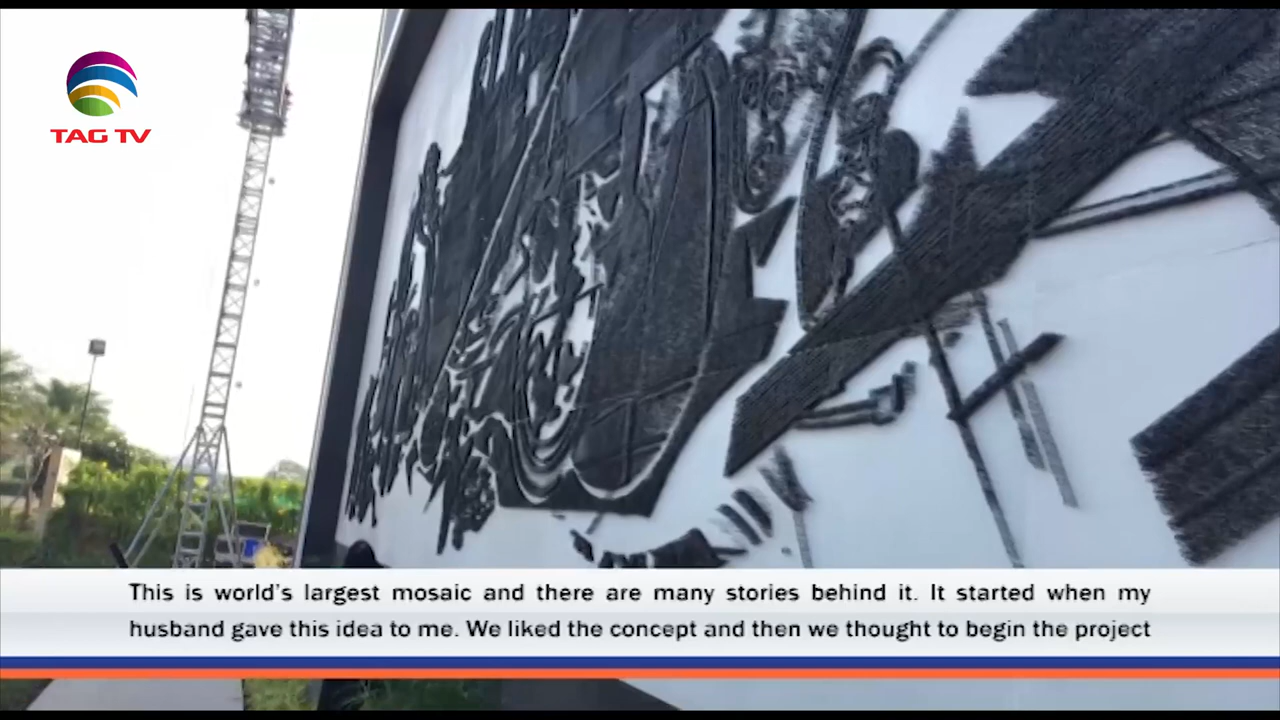 TAG TV
This is world's largest mosaic and there are many stories behind it. It started when my
husband gave this idea to me. We liked the concept and then we thought to begin the project